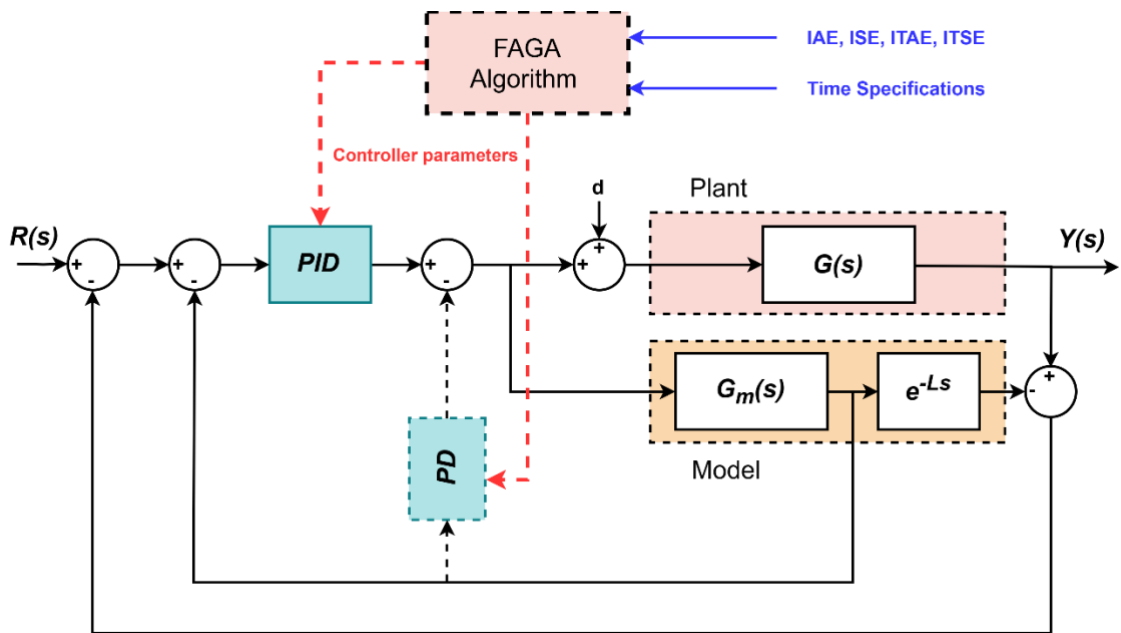 FAGA
Algorithm
IAE, ISE, ITAE, ITSE
Time Specifications
Controller parameters
d
Plant
R(s)
Y(s)
+
-
+
-
PID
+
-
+
+
G(s)
G_m(s)
e^{-Ls}
-
+
PD
Model